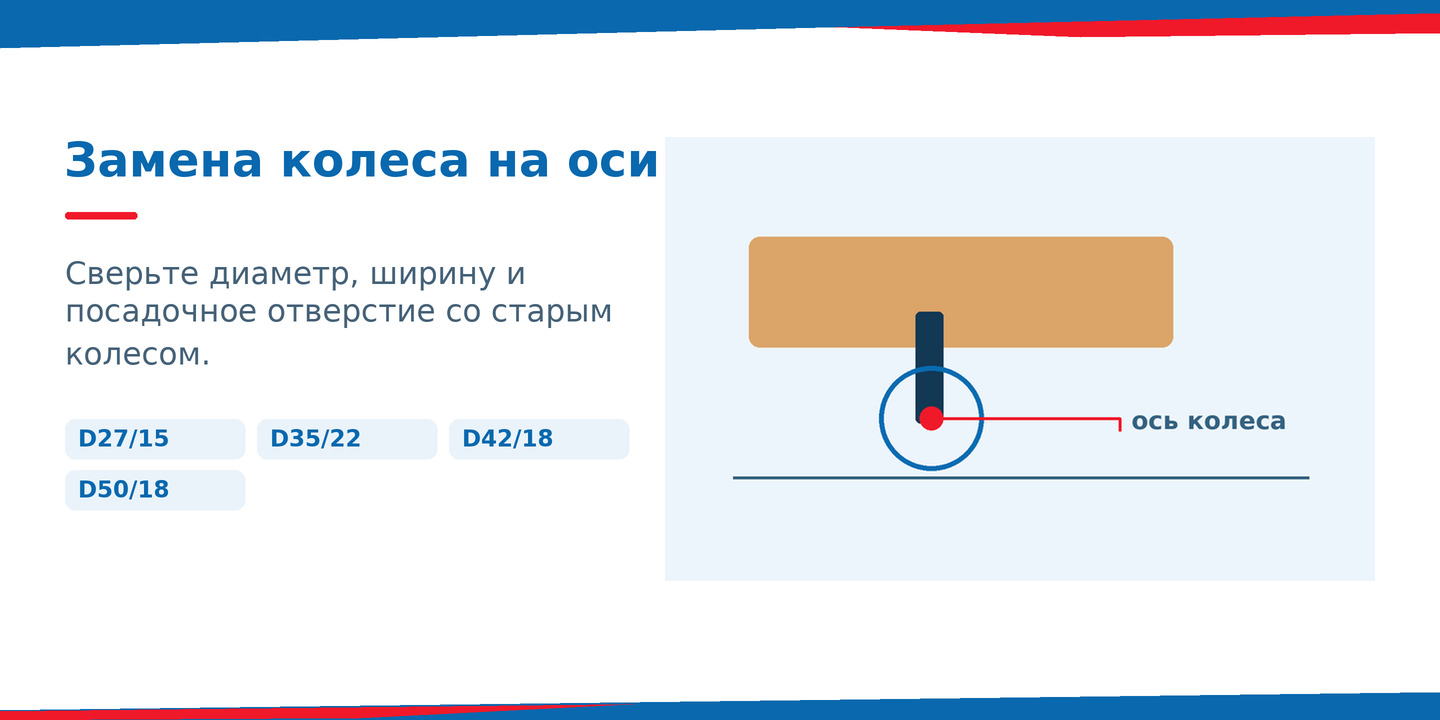 Замена колеса на оси
Сверьте диаметр, ширину и
посадочное отверстие со старым
колесом.
D27/15
D35/22
D42/18
D50/18
ось колеса